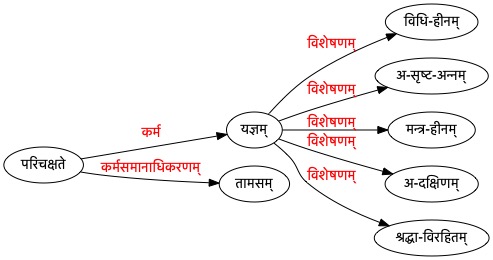 विधि-हीनम्
विशेषणम्
अ-सृष्ट-अन्नम्
विशेषणम्
विशेषणम्
मन्त्र-हीनम्
कर्म
यज्ञम्
विशेषणम्
परिचक्षते
कर्मसमानाधिकरणम्
तामसम्
विशेषणम्
अ-दक्षिणम्
श्रद्धा-विरहितम्